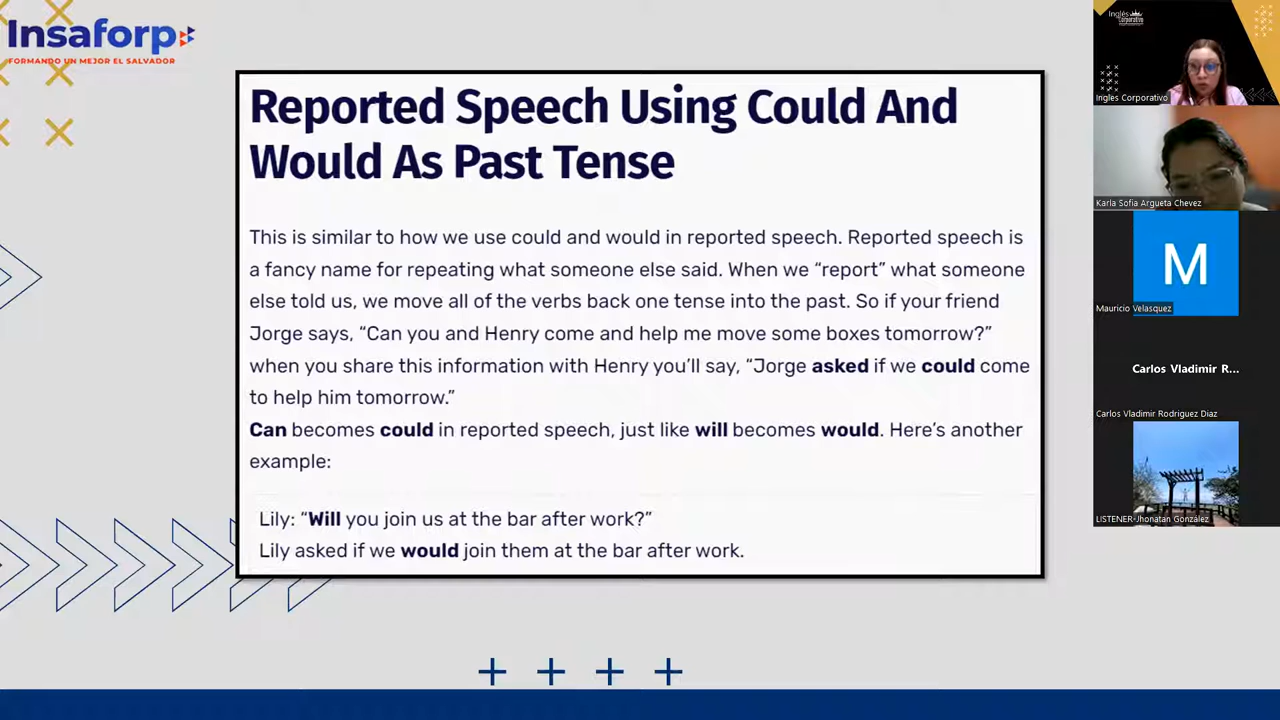 Insaforp
FORMANDO UN MEJOR EL SALVADOR
Reported Speech Using Could And
Would As Past Tense
This is similar to how we use could and would in reported speech. Reported speech is
a fancy name for repeating what someone else said. When we “report” what someone
else told us, we move all of the verbs back one tense into the past. So if your friend
Jorge says, “Can you and Henry come and help me move some boxes tomorrow?”
when you share this information with Henry you’ll say, “Jorge asked if we could come
to help him tomorrow.”
Can becomes could in reported speech, just like will becomes would. Here’s another
example:
Lily: “Will you join us at the bar after work?”
Lily asked if we would join them at the bar after work.
Inglés
Corporativo
Ingles Corporativo
Karla Sofia Argueta Chevez
M
Mauricio Velasquez
Carlos Vladimir R...
Carlos Vladimir Rodriguez Diaz
LISTENER-Jhonatan González